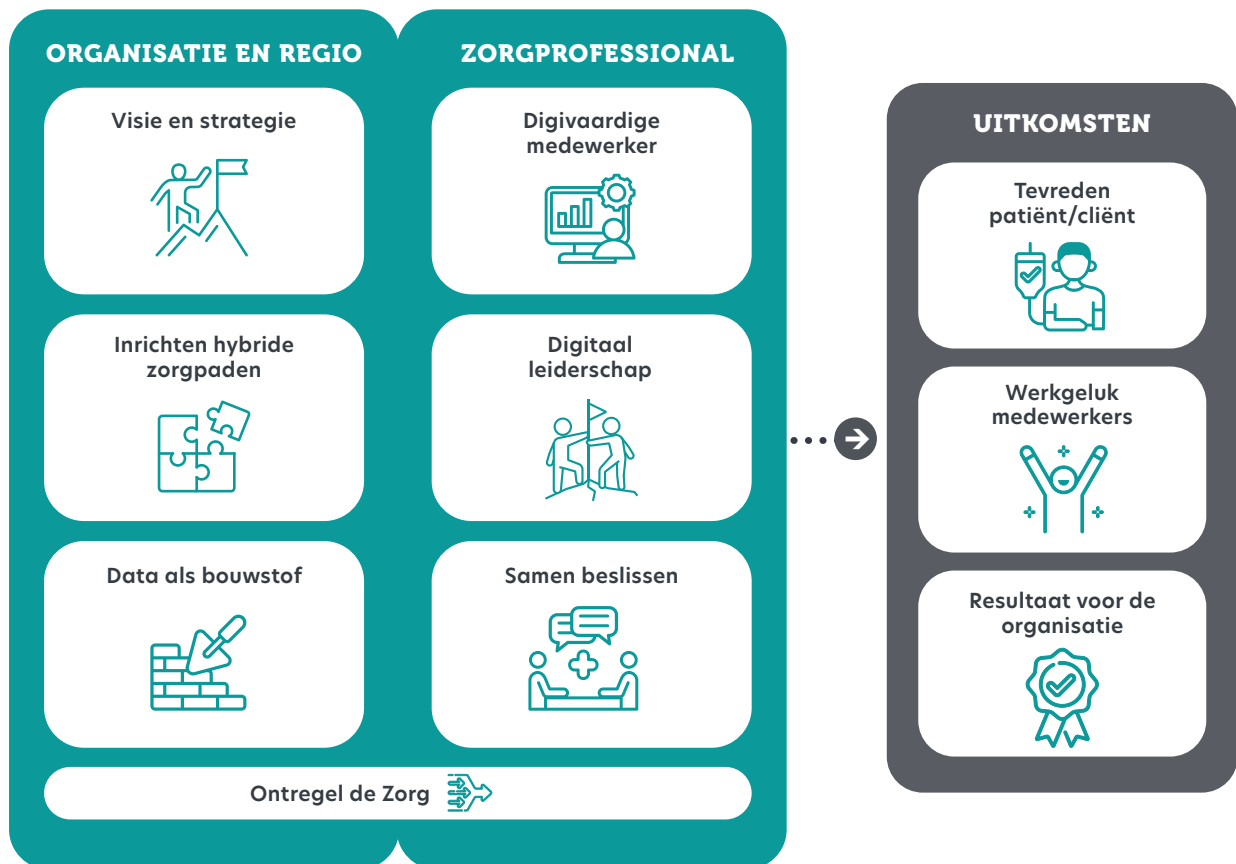 ORGANISATIE EN REGIO
Visie en strategie
Inrichten hybride
zorgpaden
Data als bouwstof
ZORGPROFESSIONAL
Digivaardige
medewerker
Digitaal
leiderschap
Samen beslissen
Ontregel de Zorg
UITKOMSTEN
Tevreden
patiënt/cliënt
Werkgeluk
medewerkers
Resultaat voor de
organisatie